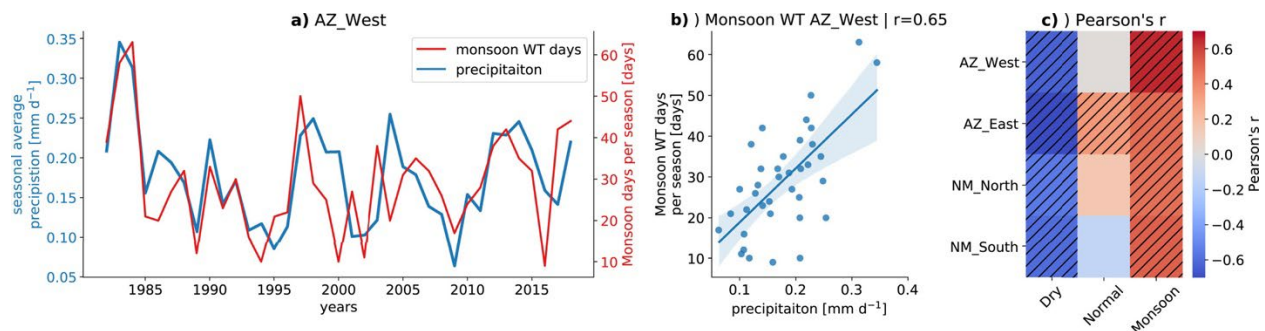 a) AZ_West
seasonal average
precipistion [mm d⁻¹]
0.35
0.30
0.25
0.20
0.15
0.10
0.05
monsoon WT days
precipitaiton
60
50
40
30
20
10
Monsoon days per season [days]
1985 1990 1995 2000 2005 2010 2015
years
b) ) Monsoon WT AZ_West | r=0.65
Monsoon WT days
per season [days]
60
50
40
30
20
10
0.1 0.2 0.3 0.4
precipitaiton [mm d⁻¹]
c) ) Pearson's r
AZ_West
AZ_East
NM_North
NM_South
Dry Normal Monsoon
0.6
0.4
0.2
0.0
−0.2
−0.4
−0.6
Pearson's r